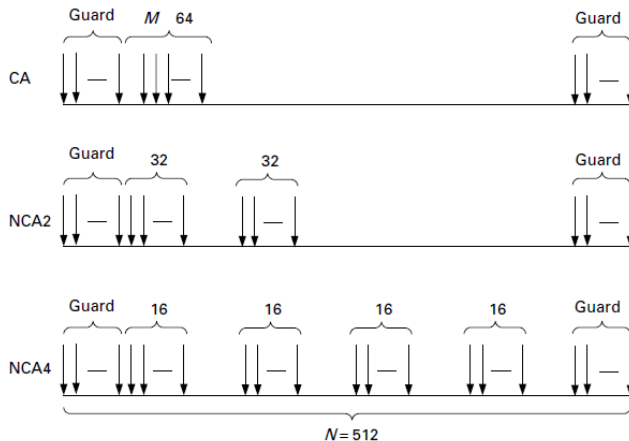 Guard M 64 Guard
CA
Guard 32 32 Guard
NCA2
Guard 16 16 16 16 Guard
NCA4
N = 512